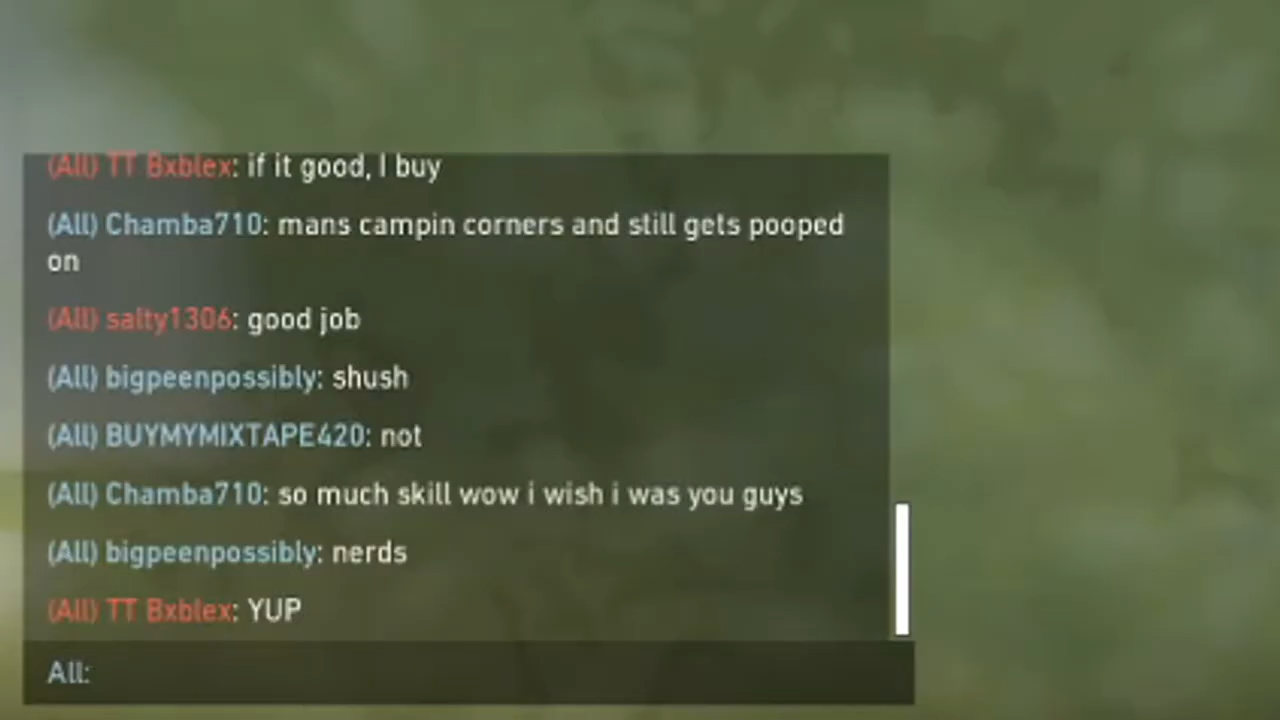 (All) TT Bxblex: if it good, I buy
(All) Chamba710: mans campin corners and still gets pooped
on
(All) salty1306: good job
(All) bigpeenpossibly: shush
(All) BUYMYMIXTAPE420: not
(All) Chamba710: so much skill wow i wish i was you guys
(All) bigpeenpossibly: nerds
(All) TT Bxblex: YUP
All: